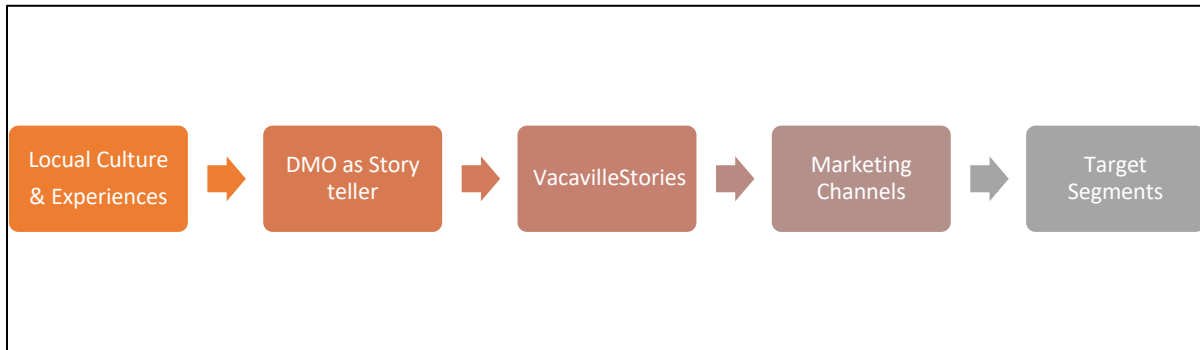 Locual Culture
& Experiences
DMO as Story
teller
VacavilleStories
Marketing
Channels
Target
Segments